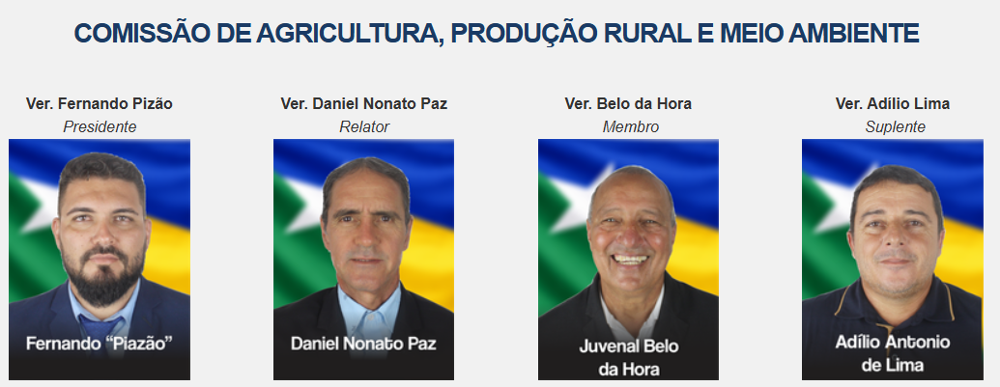 COMISSÃO DE AGRICULTURA, PRODUÇÃO RURAL E MEIO AMBIENTE
Ver. Fernando Pizão
Presidente
Fernando “Piazão”
Ver. Daniel Nonato Paz
Relator
Daniel Nonato Paz
Ver. Belo da Hora
Membro
Juvenal Belo
da Hora
Ver. Adílio Lima
Suplente
Adílio Antonio
de Lima